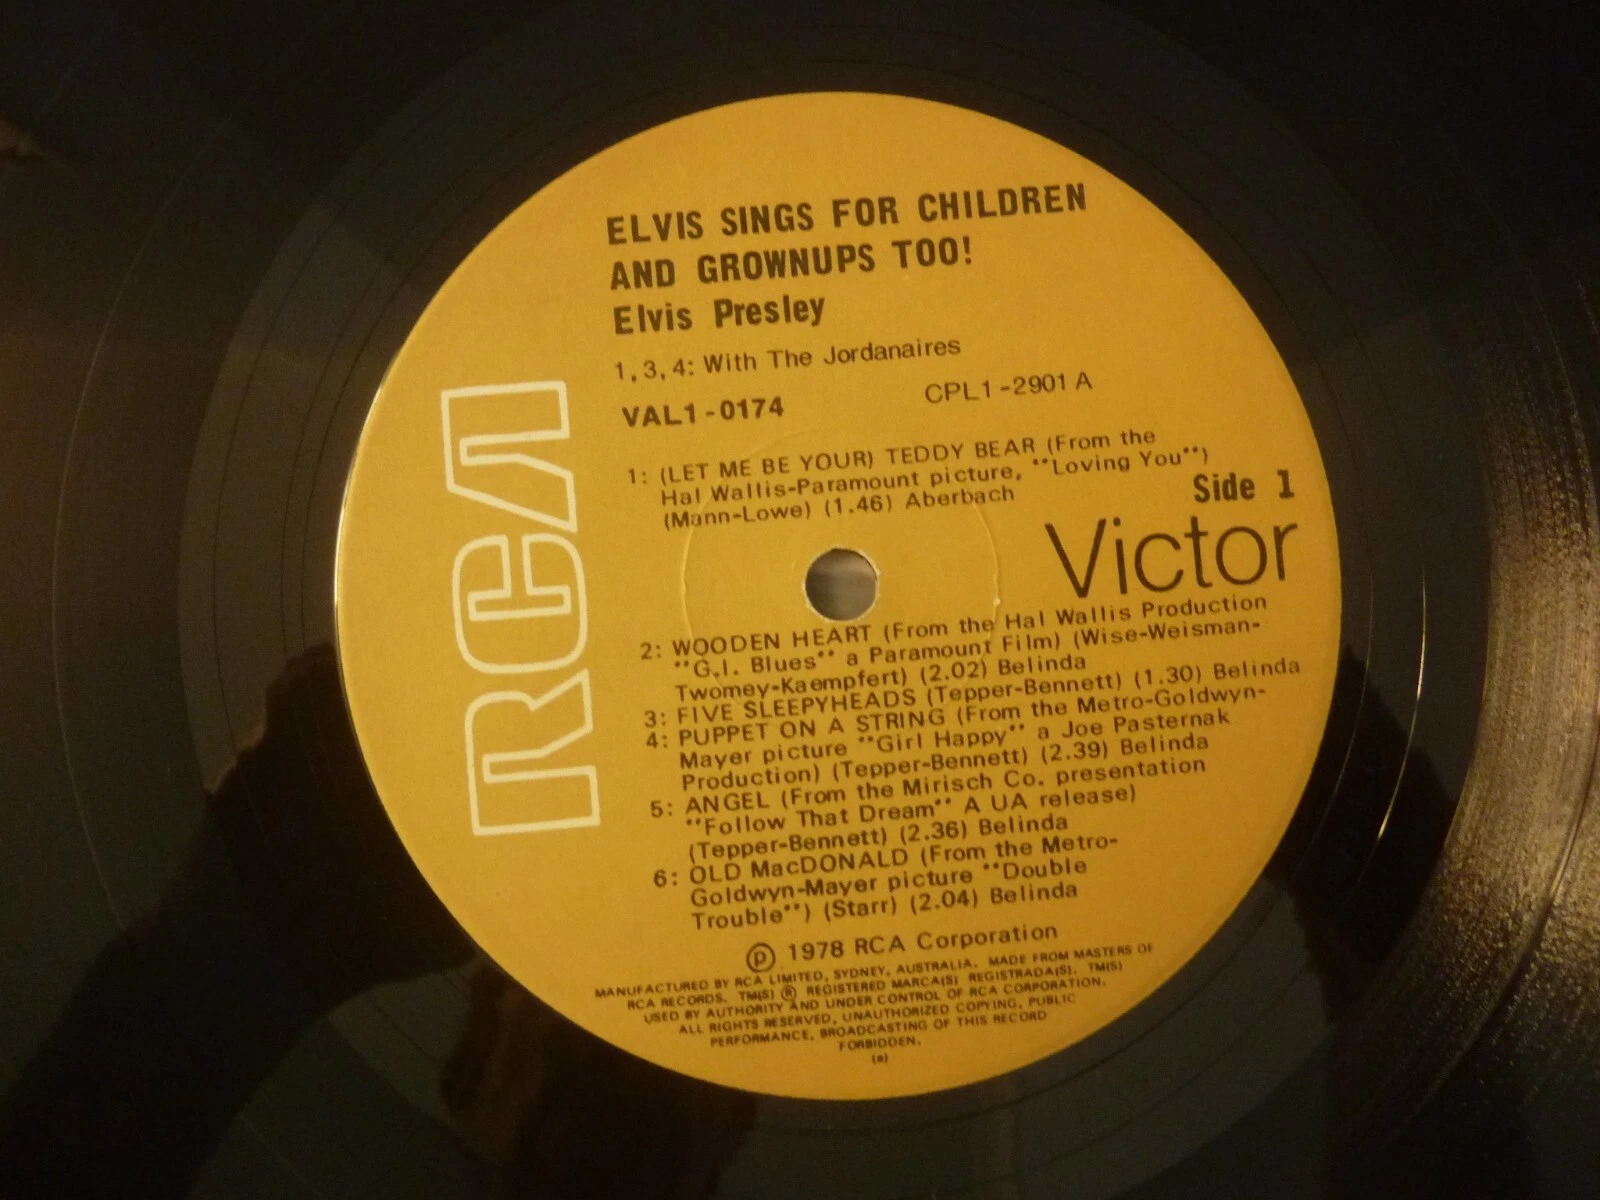 ELVIS SINGS FOR CHILDREN
AND GROWNUPS TOO!
Elvis Presley
1, 3, 4: With The Jordanaires
VAL1-0174 CPL1-2901 A
1: (LET ME BE YOUR) TEDDY BEAR (From the
Hal Wallis-Paramount picture, "Loving You")
(Mann-Lowe) (1.46) Aberbach
Side 1
RCA
Victor
2: WOODEN HEART (From the Hal Wallis Production
"G.I. Blues" a Paramount Film) (Wise-Weisman-
Twomey-Kaempfert) (2.02) Belinda
3: FIVE SLEEPYHEADS (Tepper-Bennett) (1.30) Belinda
4: PUPPET ON A STRING (From the Metro-Goldwyn-
Mayer picture "Girl Happy" a Joe Pasternak
Production) (Tepper-Bennett) (2.39) Belinda
5: ANGEL (From the Mirisch Co. presentation
"Follow That Dream" A UA release)
(Tepper-Bennett) (2.36) Belinda
6: OLD MacDONALD (From the Metro-
Goldwyn-Mayer picture "Double
Trouble") (Starr) (2.04) Belinda
℗ 1978 RCA Corporation
MANUFACTURED BY RCA LIMITED, SYDNEY, AUSTRALIA. MADE FROM MASTERS OF
RCA RECORDS. TM(S) ® REGISTERED MARCA(S) REGISTRADA(S). TM(S)
USED BY AUTHORITY AND UNDER CONTROL OF RCA CORPORATION.
ALL RIGHTS RESERVED, UNAUTHORIZED COPYING, PUBLIC
PERFORMANCE, BROADCASTING OF THIS RECORD
FORBIDDEN.
(a)